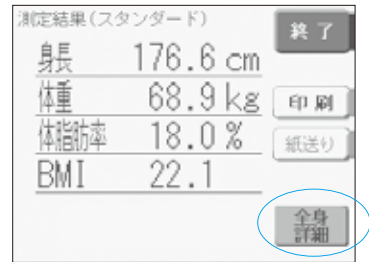 測定結果(スタンダード)
終了
身長 176.6 cm
体重 68.9 kg
印刷
体脂肪率 18.0 %
紙送り
BMI 22.1
全身
詳細